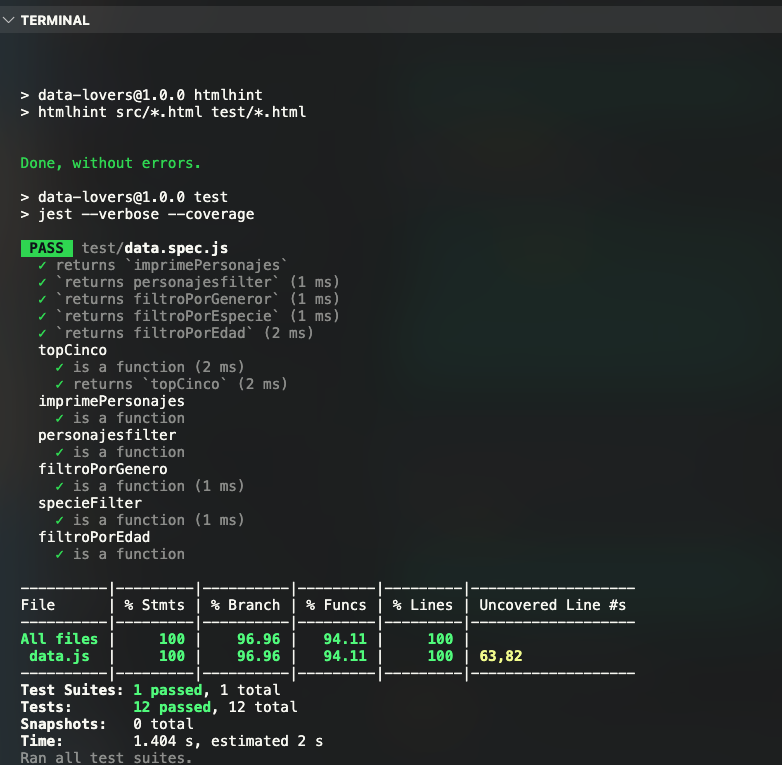 TERMINAL
> data-lovers@1.0.0 htmlhint
> htmlhint src/*.html test/*.html
Done, without errors.
> data-lovers@1.0.0 test
> jest --verbose --coverage
PASS test/data.spec.js
✓ returns `imprimePersonajes`
✓ `returns personajesfilter` (1 ms)
✓ `returns filtroPorGeneror` (1 ms)
✓ `returns filtroPorEspecie` (1 ms)
✓ `returns filtroPorEdad` (2 ms)
topCinco
✓ is a function (2 ms)
✓ returns `topCinco` (2 ms)
imprimePersonajes
✓ is a function
personajesfilter
✓ is a function
filtroPorGenero
✓ is a function (1 ms)
specieFilter
✓ is a function (1 ms)
filtroPorEdad
✓ is a function
----------|---------|----------|---------|---------|-------------------
File | % Stmts | % Branch | % Funcs | % Lines | Uncovered Line #s
----------|---------|----------|---------|---------|-------------------
All files | 100 | 96.96 | 94.11 | 100 |
data.js | 100 | 96.96 | 94.11 | 100 | 63,82
----------|---------|----------|---------|---------|-------------------
Test Suites: 1 passed, 1 total
Tests: 12 passed, 12 total
Snapshots: 0 total
Time: 1.404 s, estimated 2 s
Ran all test suites.